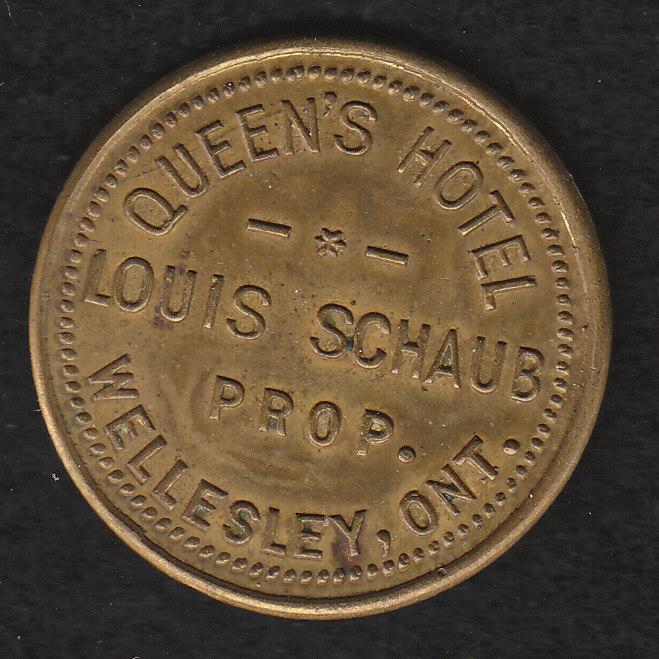 QUEEN'S HOTEL
— * —
LOUIS SCHAUB
PROP.
WELLESLEY, ONT.